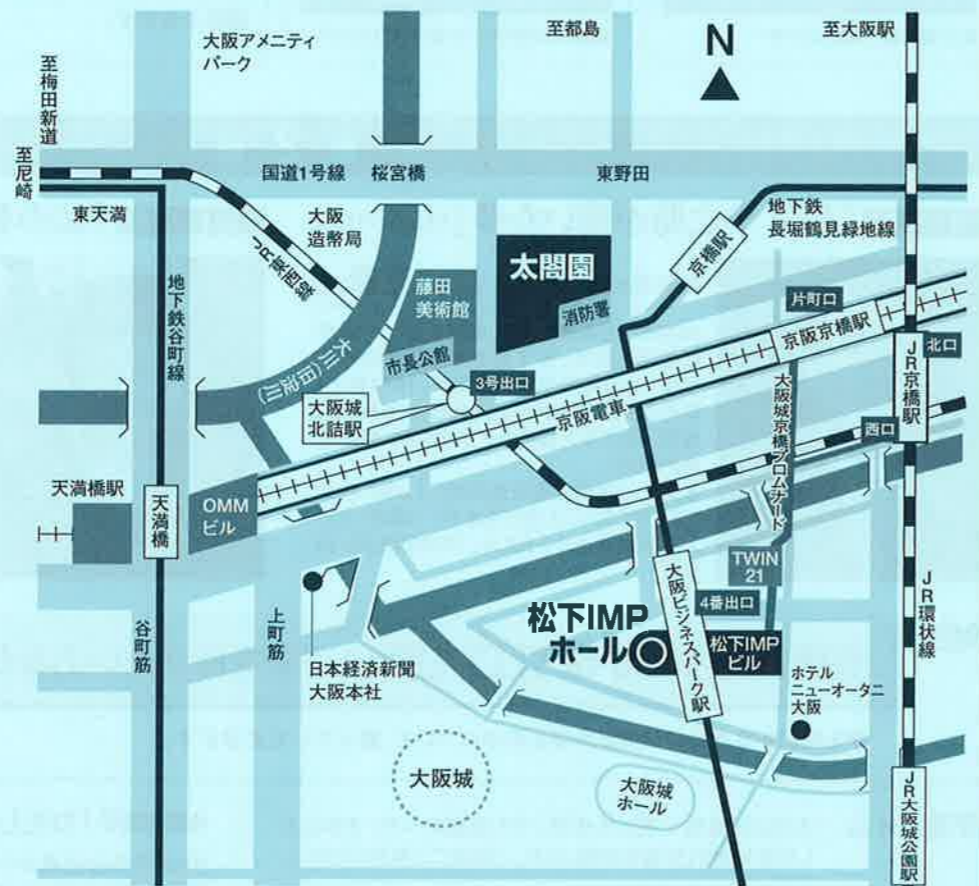 大阪アメニティ
パーク
至都島
N
至大阪駅
至梅田新道
至尼崎
国道1号線
桜宮橋
東野田
東天満
大阪
造幣局
JR東西線
地下鉄
長堀鶴見緑地線
京橋駅
太閤園
藤田
美術館
消防署
地下鉄谷町線
片町口
京阪京橋駅
北口
JR京橋駅
市長公館
3号出口
大川(旧淀川)
大阪城
北詰駅
京阪電車
大阪城京橋プロムナード
西口
天満橋駅
天満橋
OMM
ビル
TWIN
21
4番出口
大阪ビジネスパーク駅
JR環状線
松下IMP
ホール
松下IMP
ビル
谷町筋
上町筋
日本経済新聞
大阪本社
ホテル
ニューオータニ
大阪
大阪城
大阪城
ホール
JR大阪城公園駅